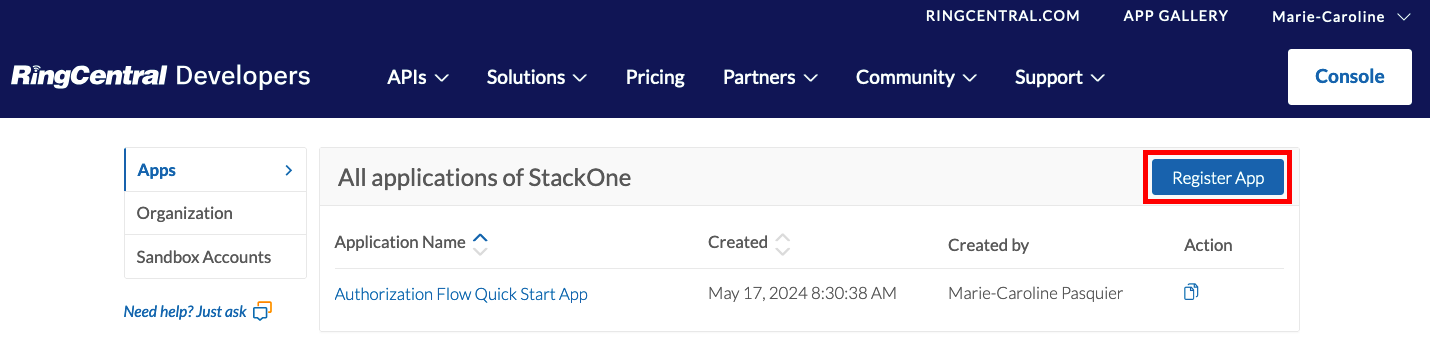 RINGCENTRAL.COM APP GALLERY Marie-Caroline
RingCentral Developers APIs Solutions Pricing Partners Community Support Console
Apps
Organization
Sandbox Accounts
Need help? Just ask
All applications of StackOne Register App
Application Name Created Created by Action
Authorization Flow Quick Start App May 17, 2024 8:30:38 AM Marie-Caroline Pasquier